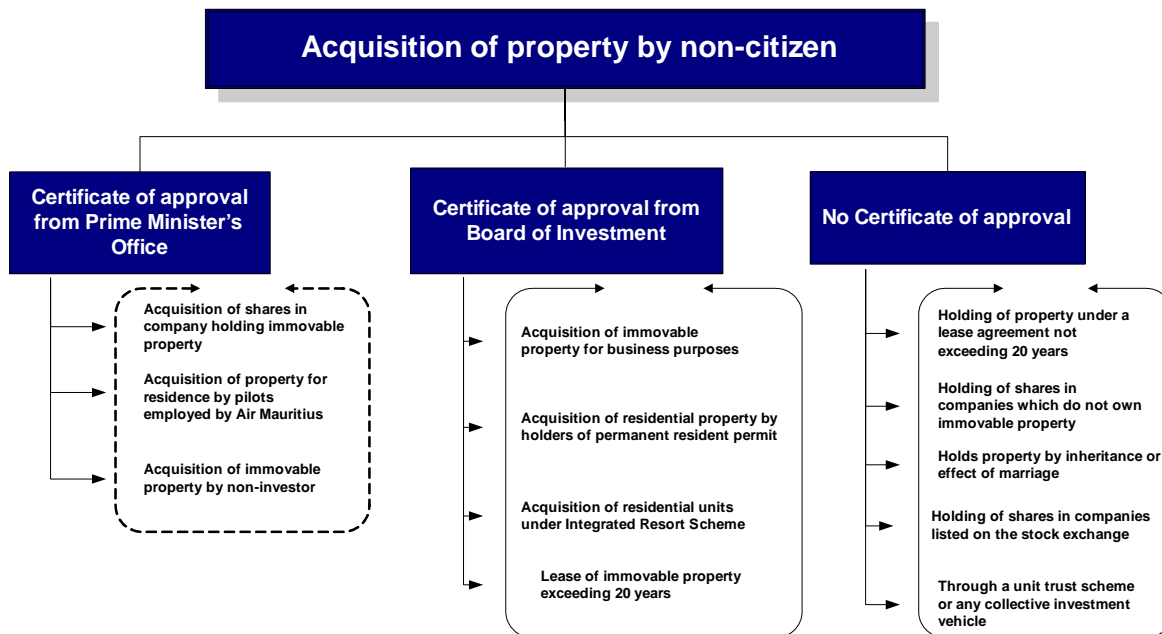 Acquisition of property by non-citizen
Certificate of approval
from Prime Minister's
Office
Acquisition of shares in
company holding immovable
property
Acquisition of property for
residence by pilots
employed by Air Mauritius
Acquisition of immovable
property by non-investor
Certificate of approval from
Board of Investment
Acquisition of immovable
property for business purposes
Acquisition of residential property by
holders of permanent resident permit
Acquisition of residential units
under Integrated Resort Scheme
Lease of immovable property
exceeding 20 years
No Certificate of approval
Holding of property under a
lease agreement not
exceeding 20 years
Holding of shares in
companies which do not own
immovable property
Holds property by inheritance or
effect of marriage
Holding of shares in companies
listed on the stock exchange
Through a unit trust scheme
or any collective investment
vehicle